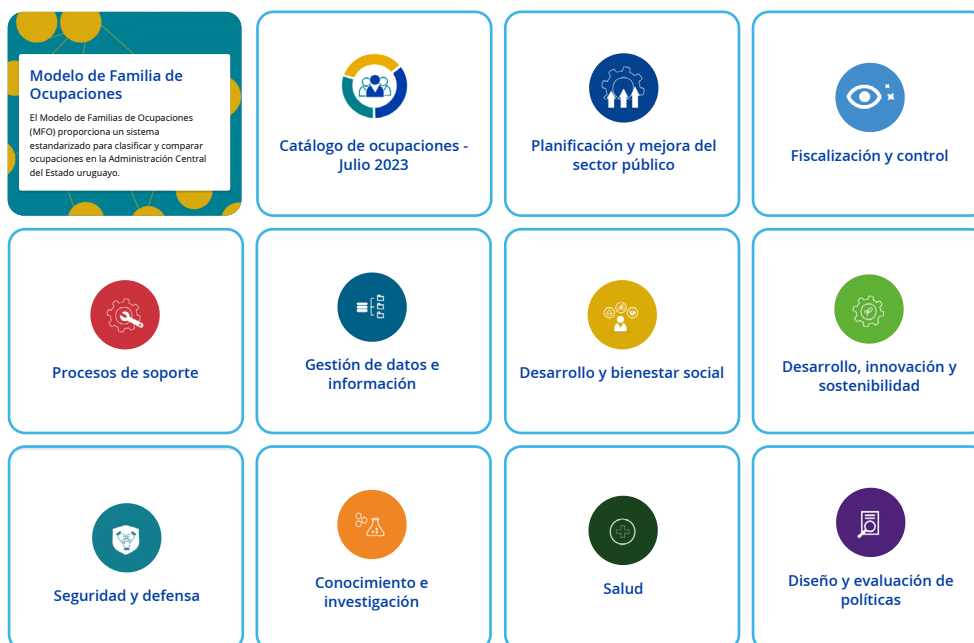 Modelo de Familia de
Ocupaciones
El Modelo de Familias de Ocupaciones
(MFO) proporciona un sistema
estandarizado para clasificar y comparar
ocupaciones en la Administración Central
del Estado uruguayo.
Catálogo de ocupaciones -
Julio 2023
Planificación y mejora del
sector público
Fiscalización y control
Procesos de soporte
Gestión de datos e
información
Desarrollo y bienestar social
Desarrollo, innovación y
sostenibilidad
Seguridad y defensa
Conocimiento e
investigación
Salud
Diseño y evaluación de
políticas